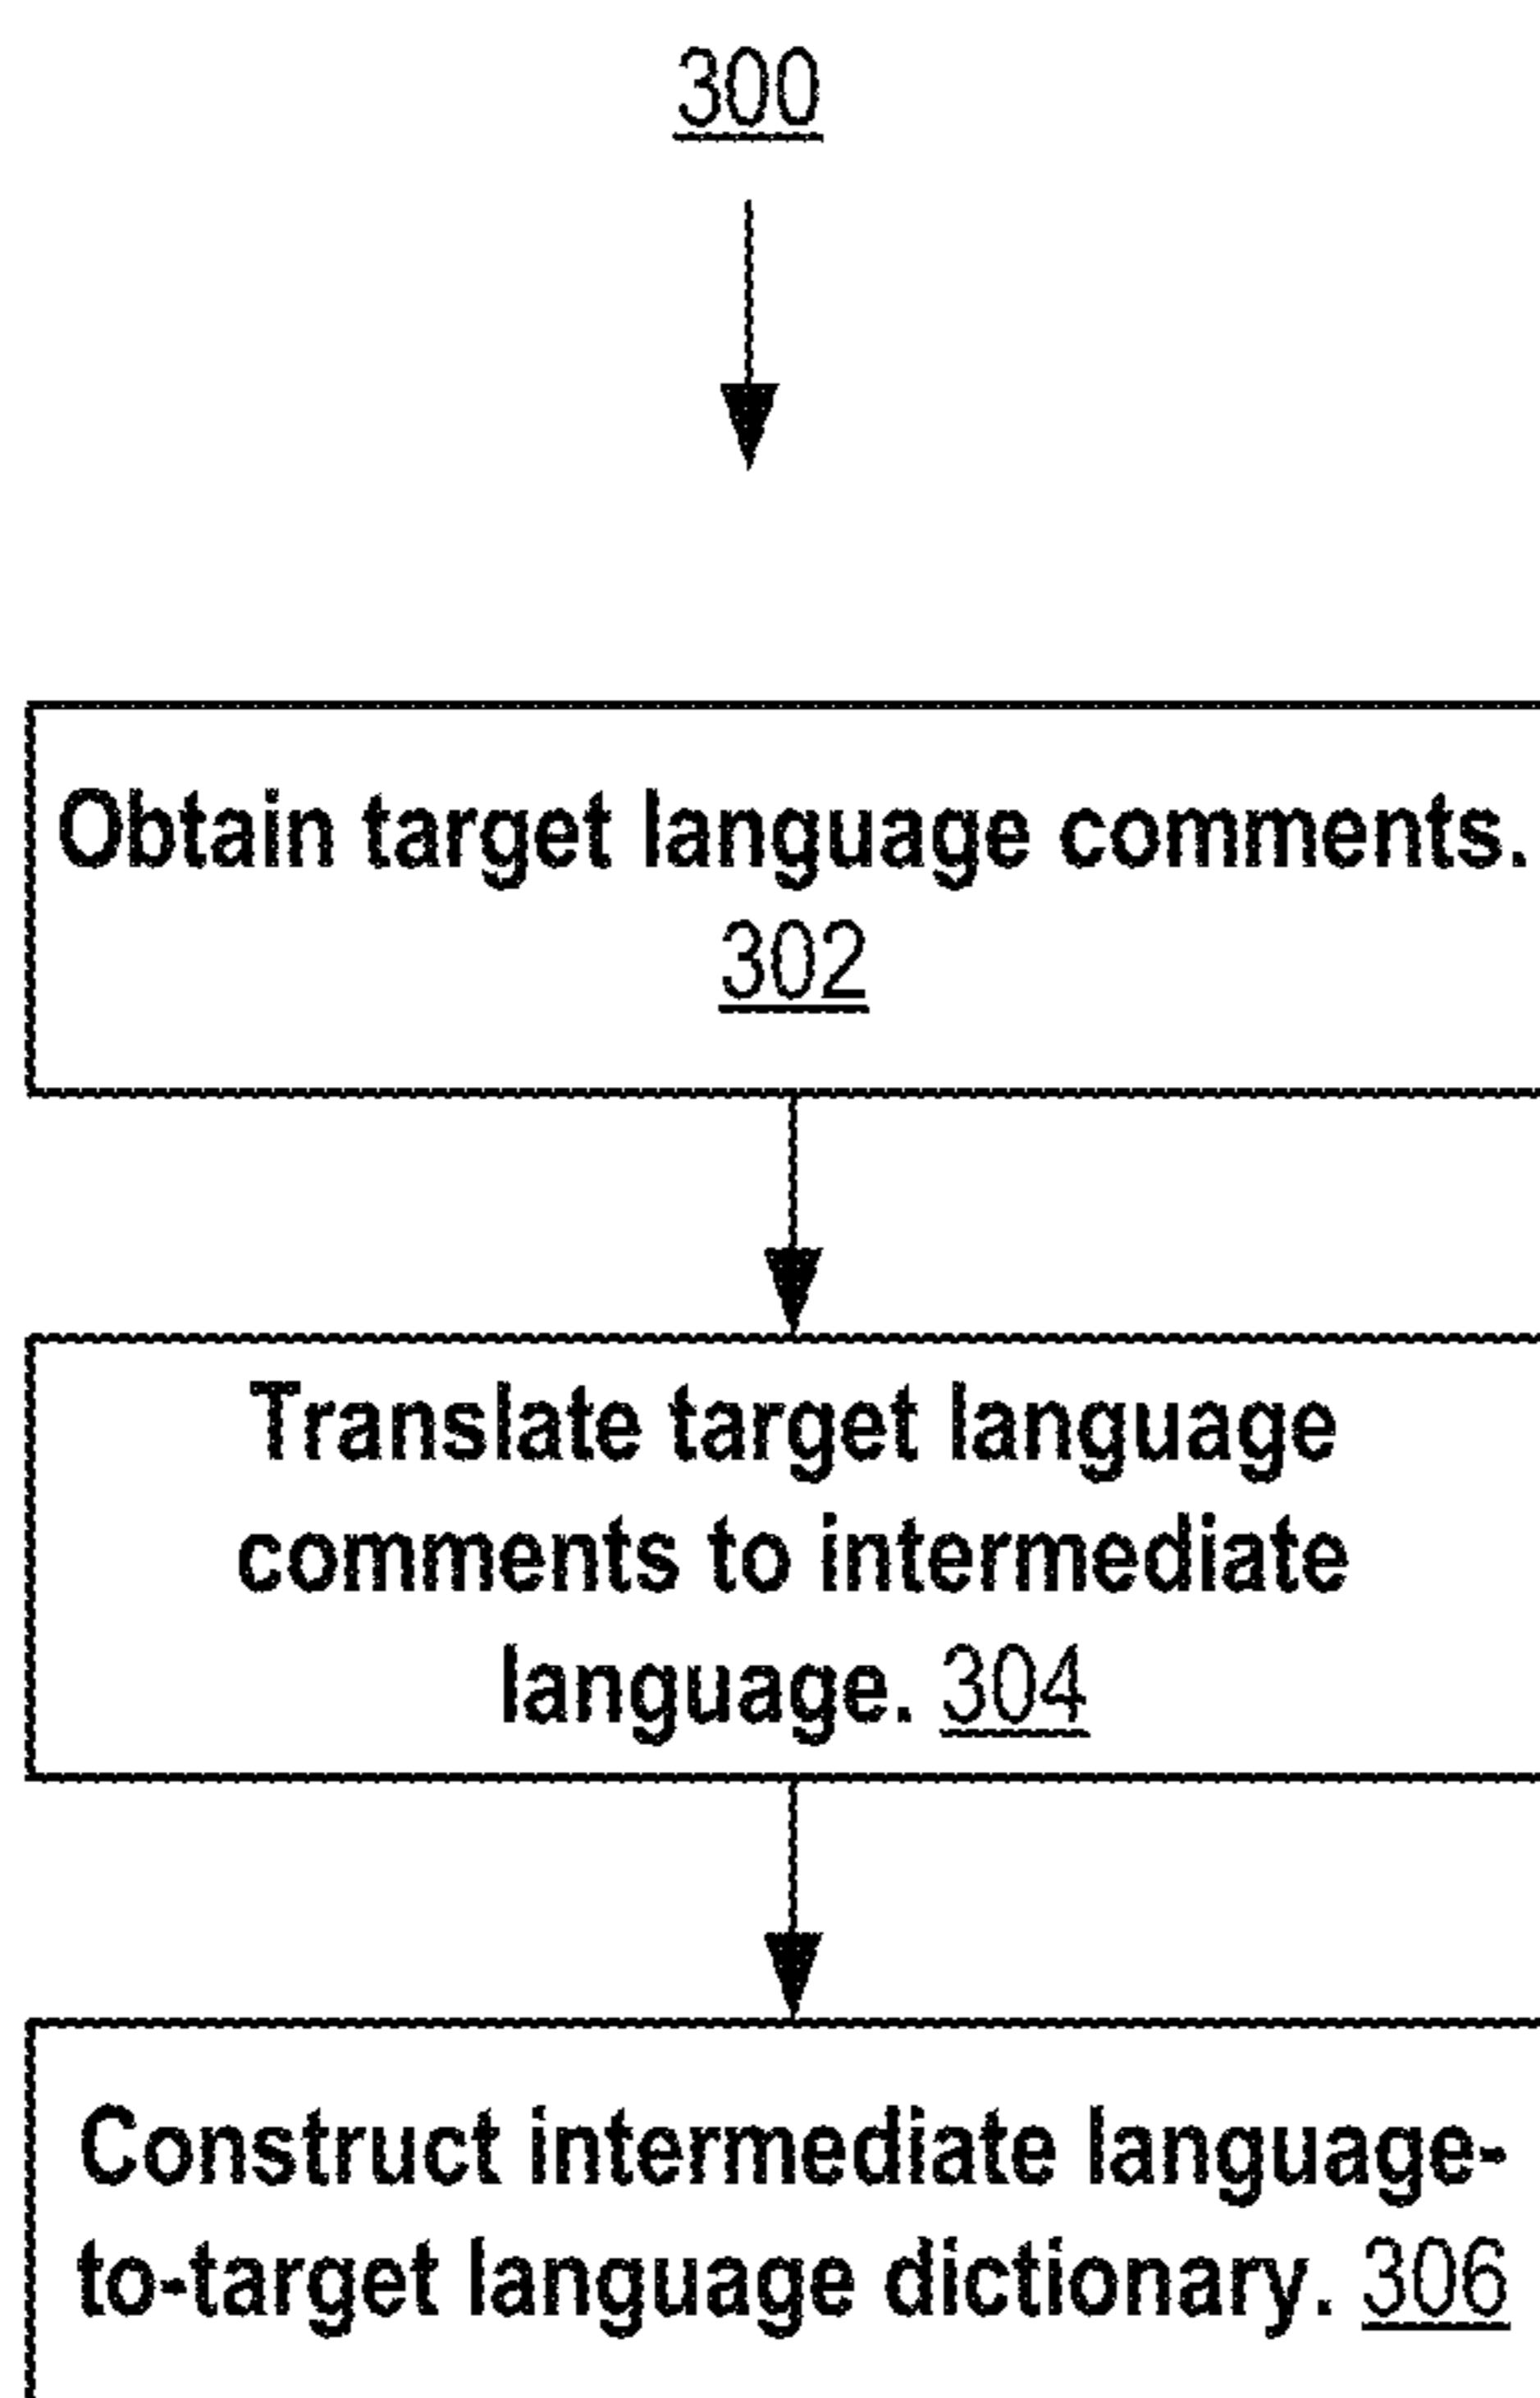 300
Obtain target language comments.
302
Translate target language
comments to intermediate
language. 304
Construct intermediate language-
to-target language dictionary. 306